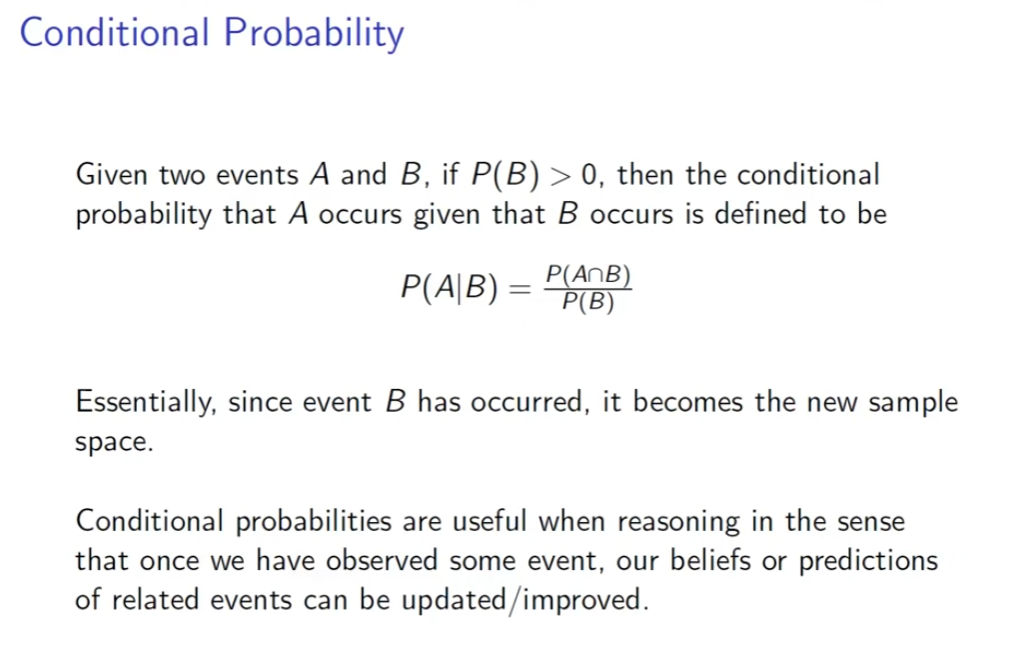 Conditional Probability
Given two events A and B, if P(B) > 0, then the conditional
probability that A occurs given that B occurs is defined to be
P(A|B) = P(A∩B)/P(B)
Essentially, since event B has occurred, it becomes the new sample
space.
Conditional probabilities are useful when reasoning in the sense
that once we have observed some event, our beliefs or predictions
of related events can be updated/improved.